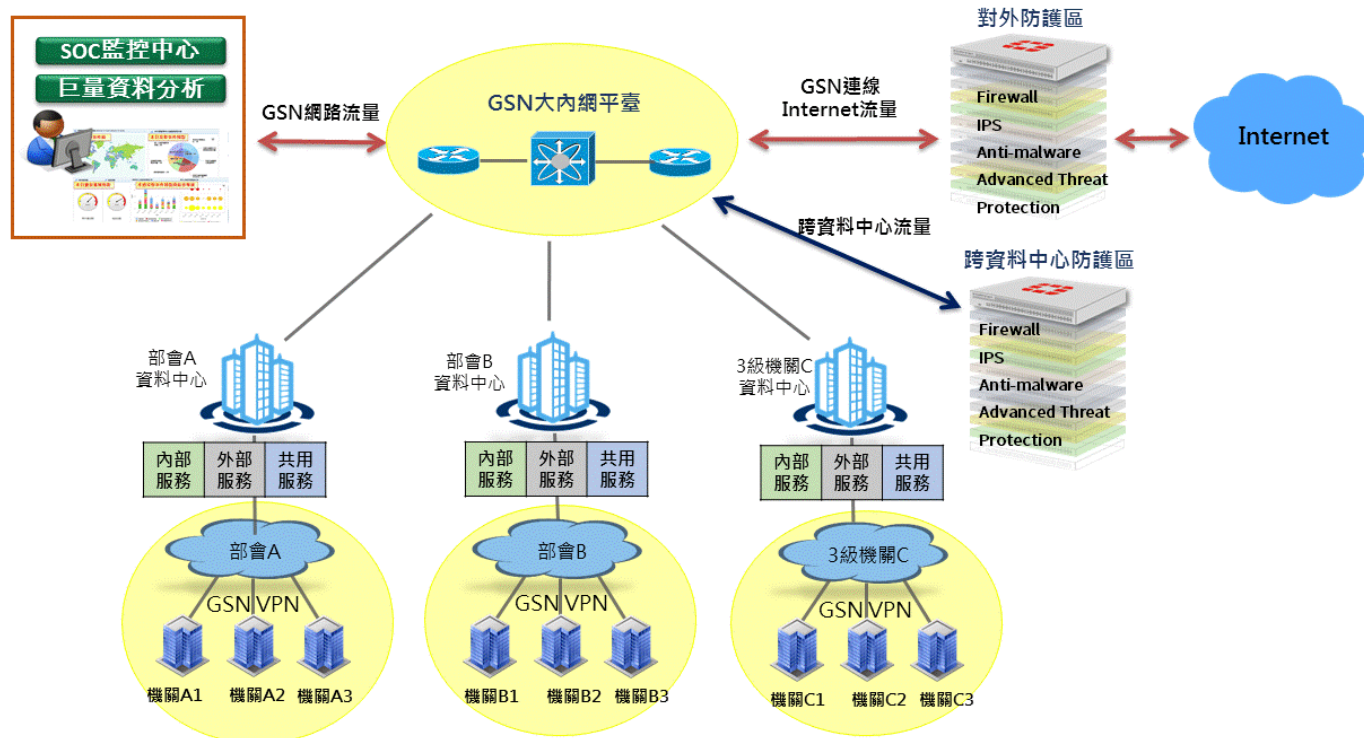 SOC監控中心
巨量資料分析
GSN網路流量
GSN大內網平臺
GSN連線
Internet流量
對外防護區
Firewall
IPS
Anti-malware
Advanced Threat
Protection
Internet
跨資料中心流量
跨資料中心防護區
Firewall
IPS
Anti-malware
Advanced Threat
Protection
部會A
資料中心
部會B
資料中心
3級機關C
資料中心
內部
服務
外部
服務
共用
服務
內部
服務
外部
服務
共用
服務
內部
服務
外部
服務
共用
服務
部會A
GSN VPN
機關A1
機關A2
機關A3
部會B
GSN VPN
機關B1
機關B2
機關B3
3級機關C
GSN VPN
機關C1
機關C2
機關C3